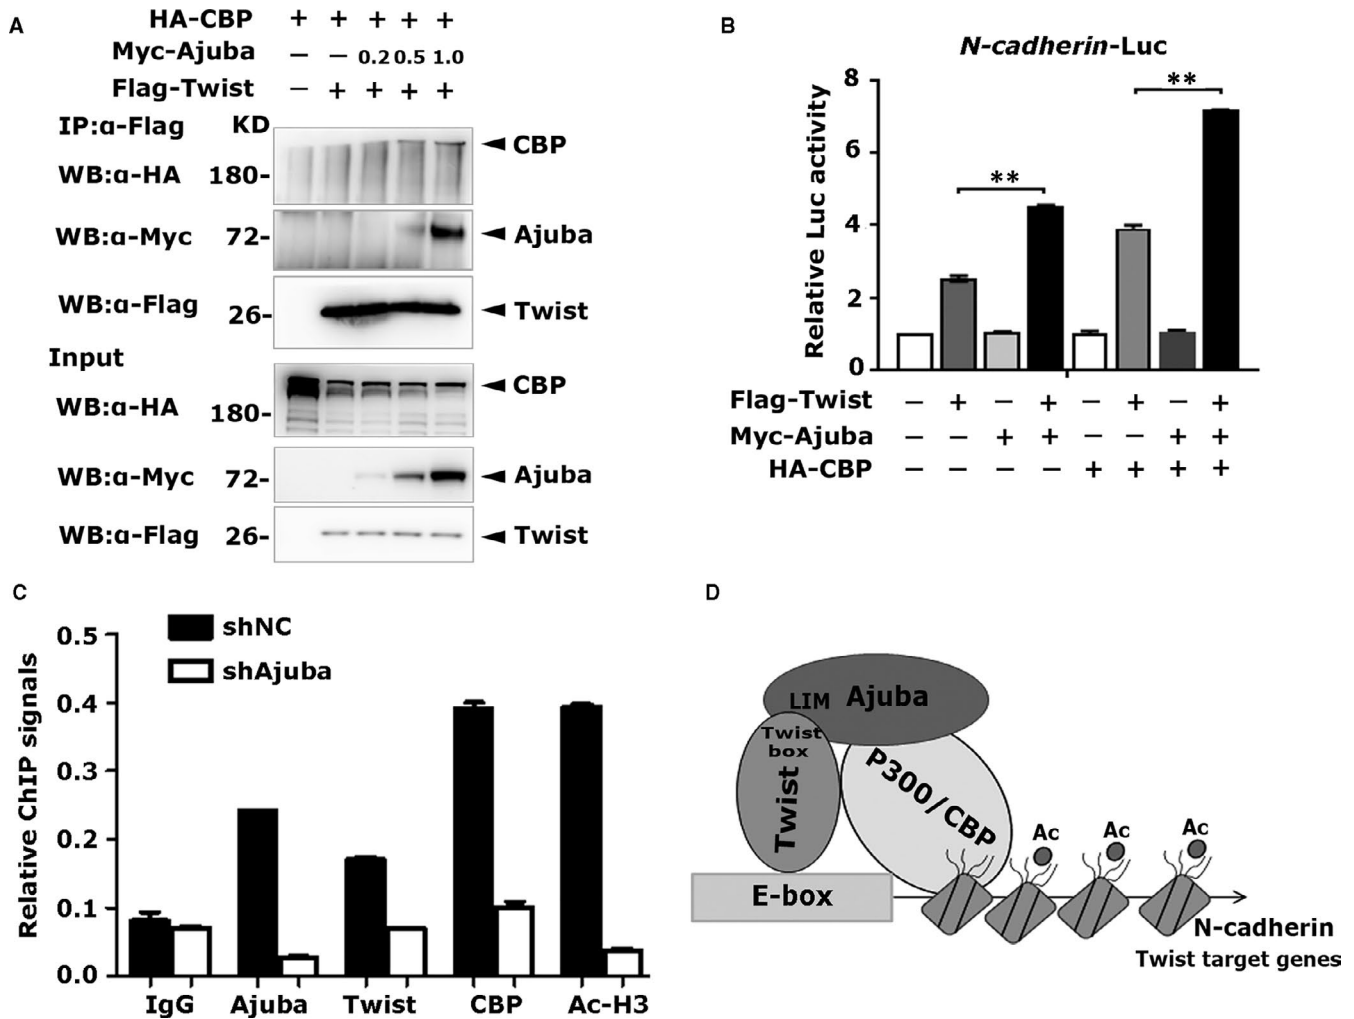 A
HA-CBP + + + + +
Myc-Ajuba – – 0.2 0.5 1.0
Flag-Twist – + + + +
IP:α-Flag KD
WB:α-HA 180- CBP
WB:α-Myc 72- Ajuba
WB:α-Flag 26- Twist
Input
WB:α-HA 180- CBP
WB:α-Myc 72- Ajuba
WB:α-Flag 26- Twist
B
N-cadherin-Luc
Relative Luc activity
8
6
4
2
0
**
**
Flag-Twist – + – + – + – +
Myc-Ajuba – – + + – – + +
HA-CBP – – – – + + + +
C
shNC
shAjuba
Relative ChIP signals
0.5
0.4
0.3
0.2
0.1
0.0
IgG Ajuba Twist CBP Ac-H3
D
LIM Ajuba
Twist
box
Twist
P300/CBP
Ac Ac Ac
E-box
N-cadherin
Twist target genes